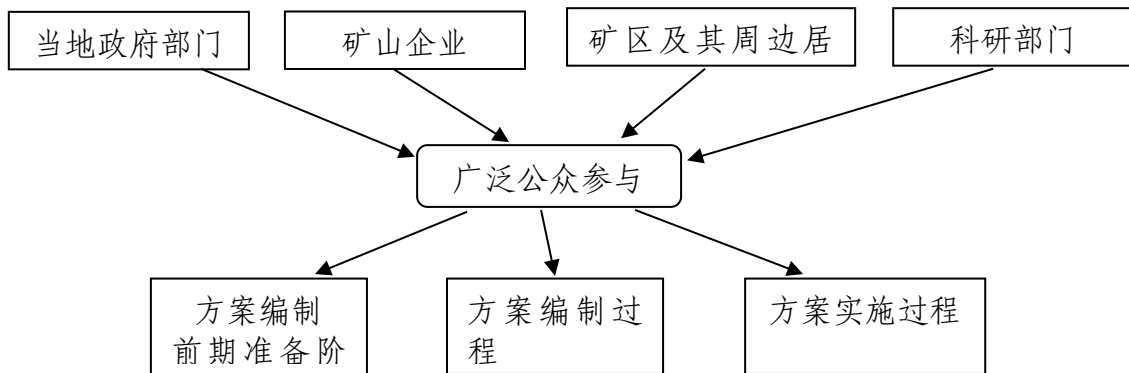 当地政府部门
矿山企业
矿区及其周边居
科研部门
广泛公众参与
方案编制
前期准备阶
方案编制过
程
方案实施过程